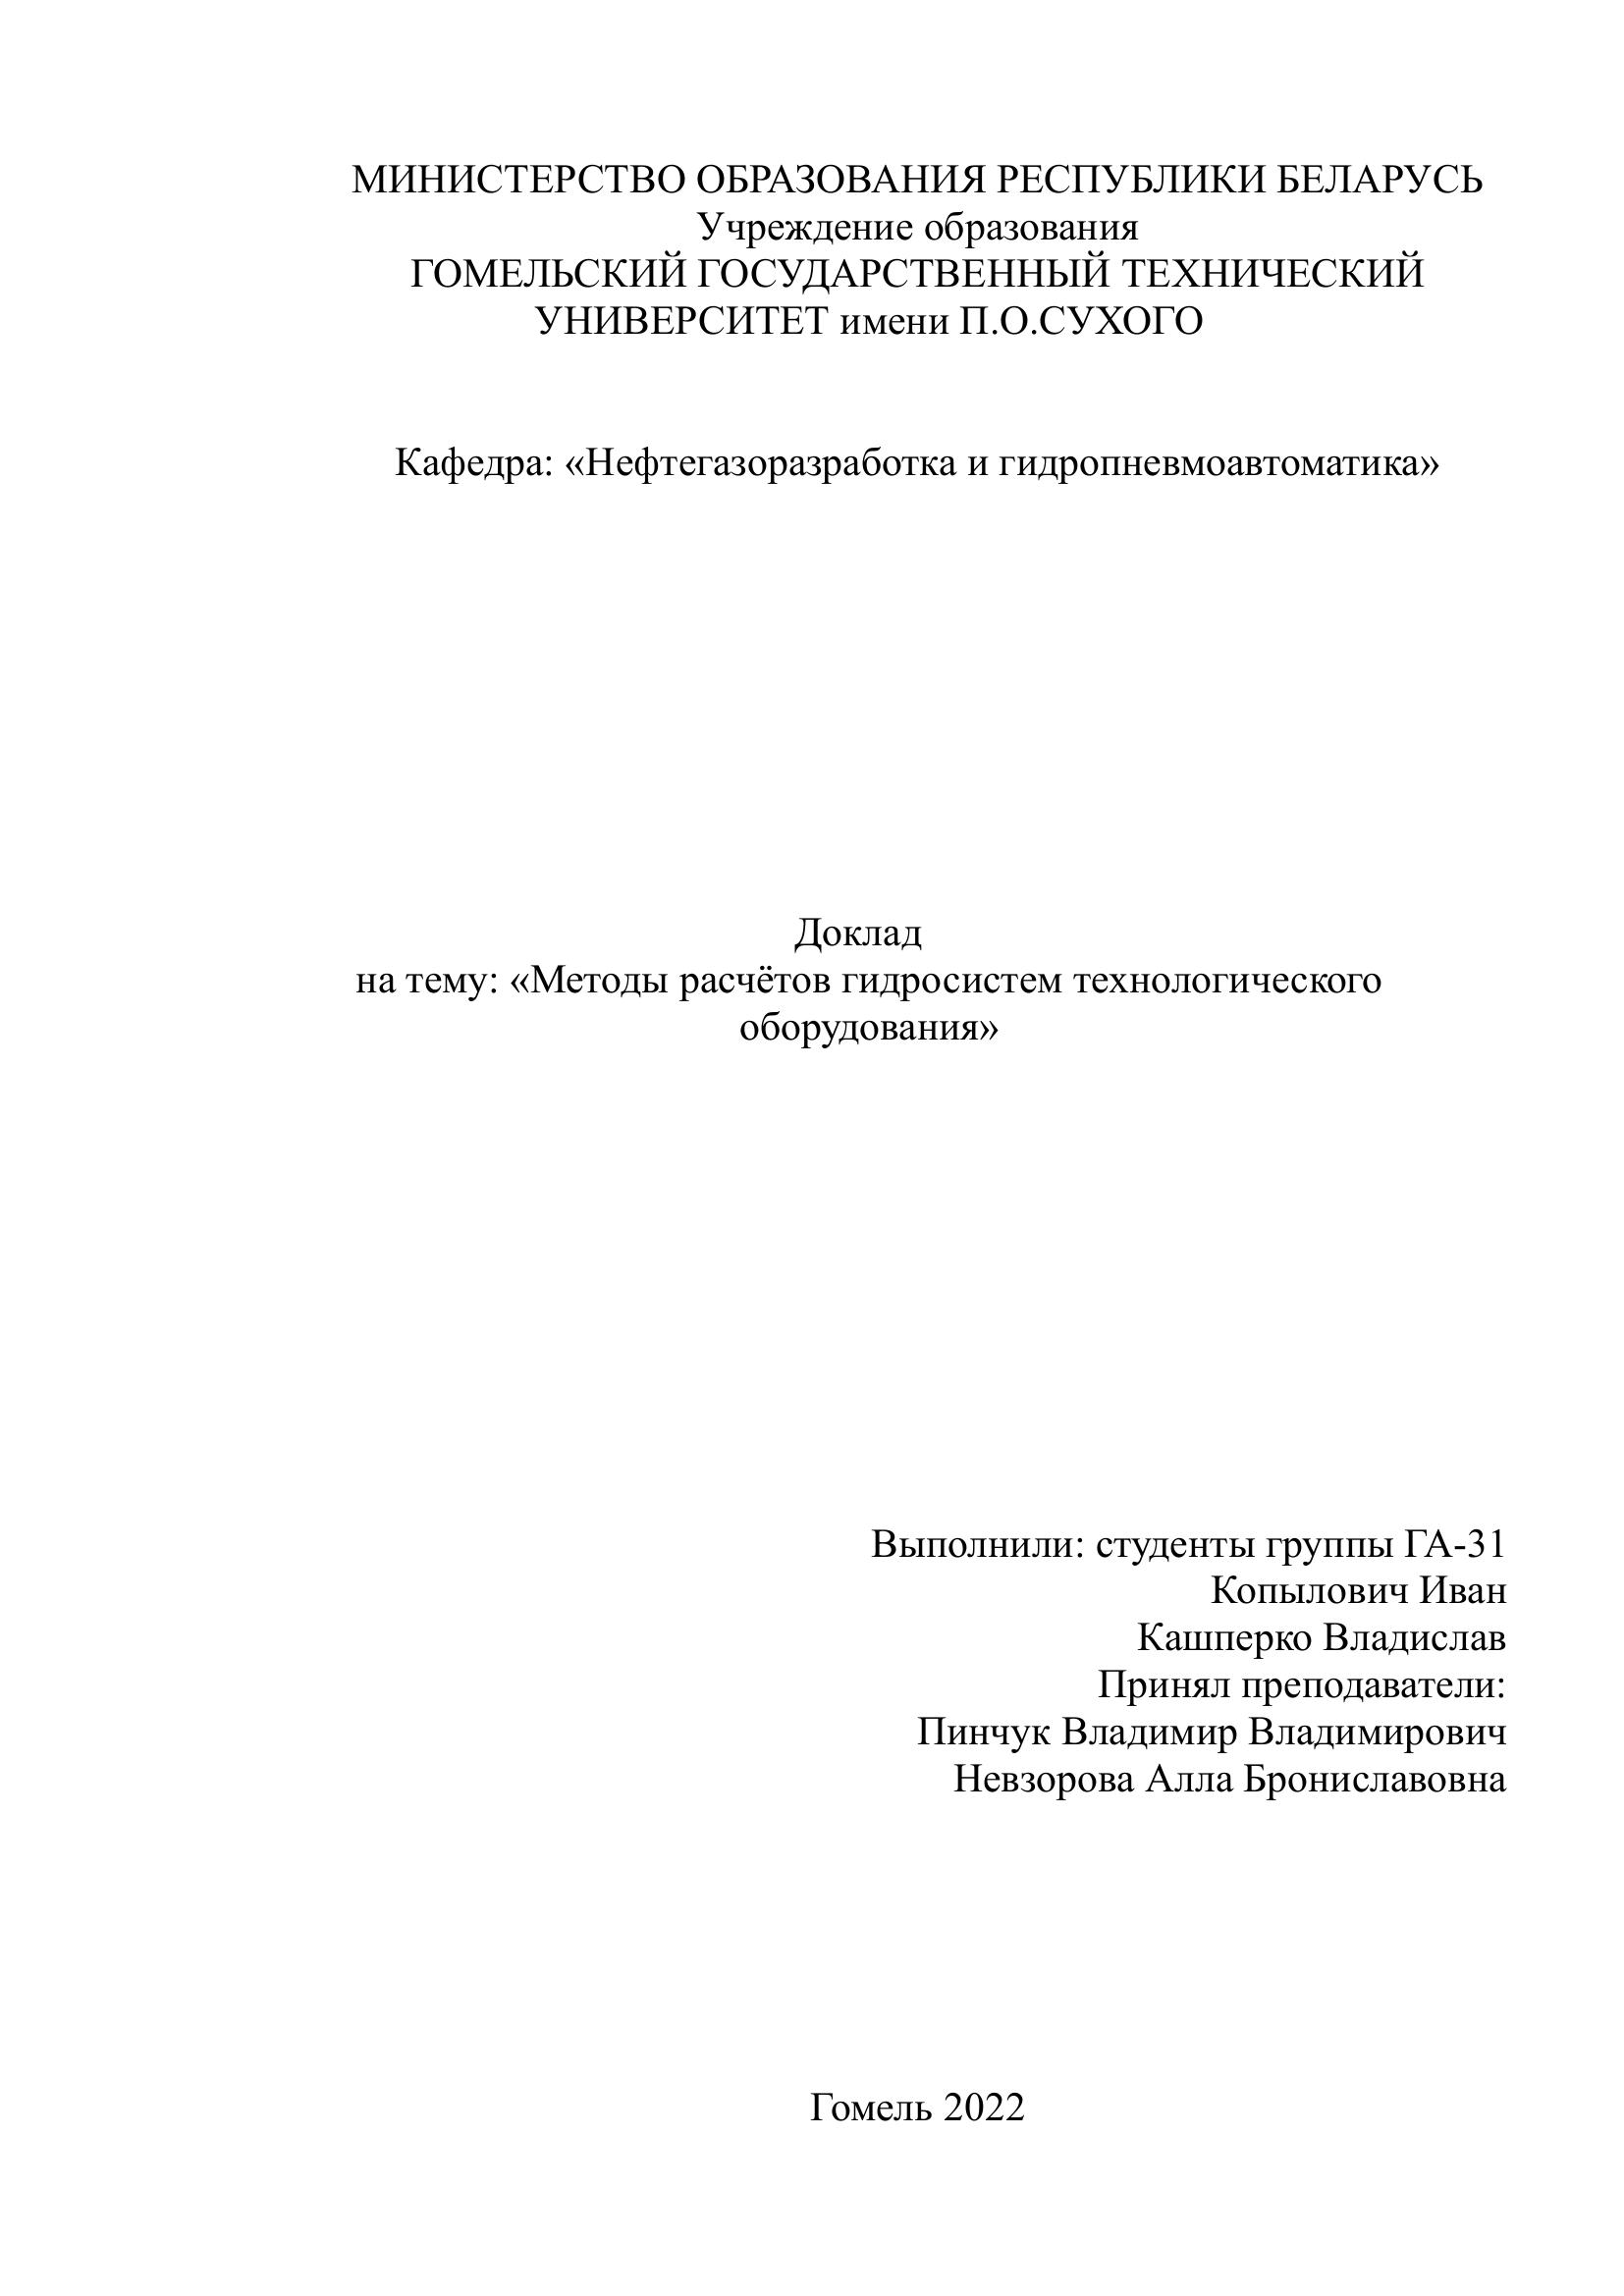 МИНИСТЕРСТВО ОБРАЗОВАНИЯ РЕСПУБЛИКИ БЕЛАРУСЬ
Учреждение образования
ГОМЕЛЬСКИЙ ГОСУДАРСТВЕННЫЙ ТЕХНИЧЕСКИЙ
УНИВЕРСИТЕТ имени П.О.СУХОГО
Кафедра: «Нефтегазоразработка и гидропневмоавтоматика»
Доклад
на тему: «Методы расчётов гидросистем технологического
оборудования»
Выполнили: студенты группы ГА-31
Копылович Иван
Кашперко Владислав
Принял преподаватели:
Пинчук Владимир Владимирович
Невзорова Алла Брониславовна
Гомель 2022